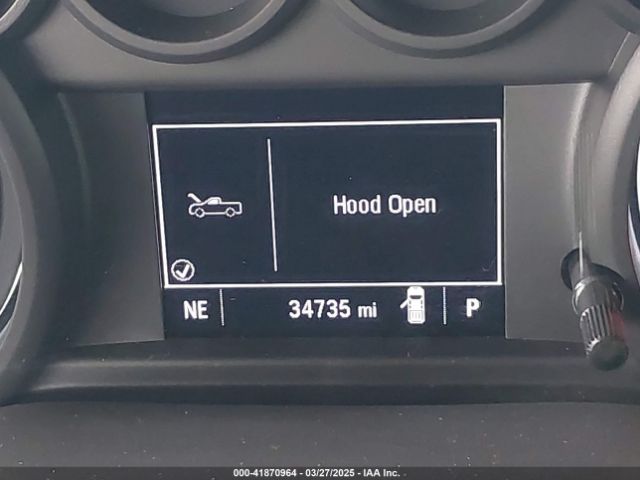 Hood Open
NE 34735 mi P
000-41870964 - 03/27/2025 - IAA Inc.